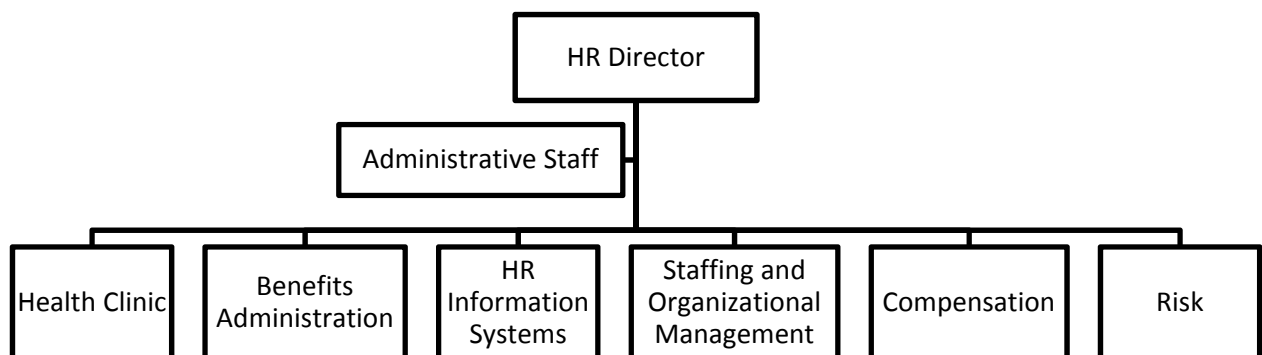 HR Director
Administrative Staff
Health Clinic
Benefits
Administration
HR
Information
Systems
Staffing and
Organizational
Management
Compensation
Risk